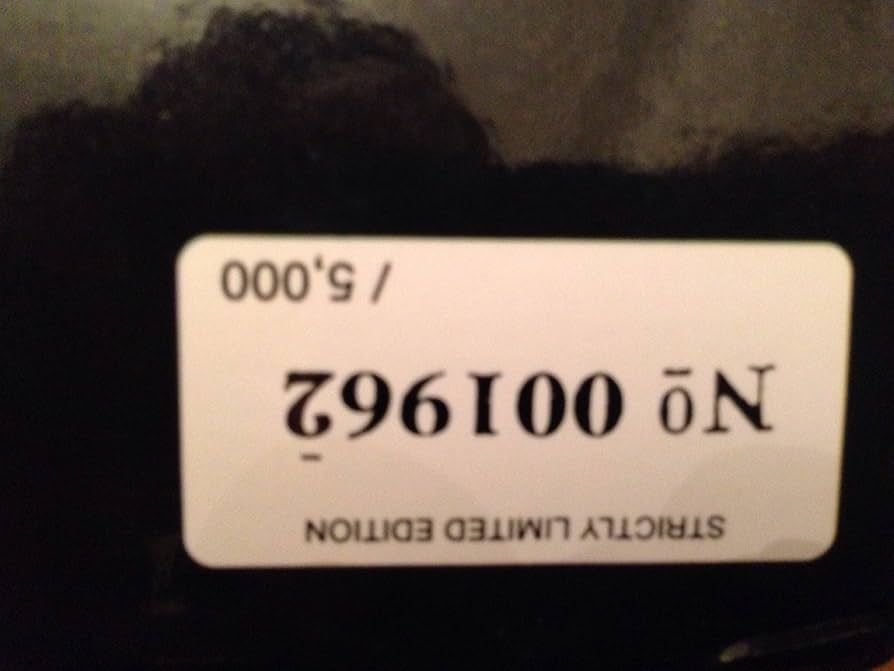 STRICTLY LIMITED EDITION
Nº 001962
/ 5,000